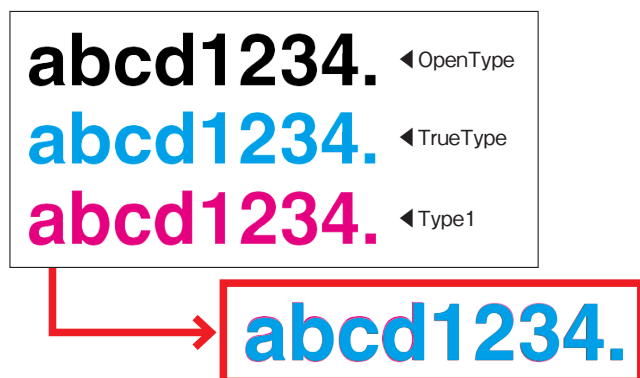 abcd1234. ◀OpenType
abcd1234. ◀TrueType
abcd1234. ◀Type1
abcd1234.